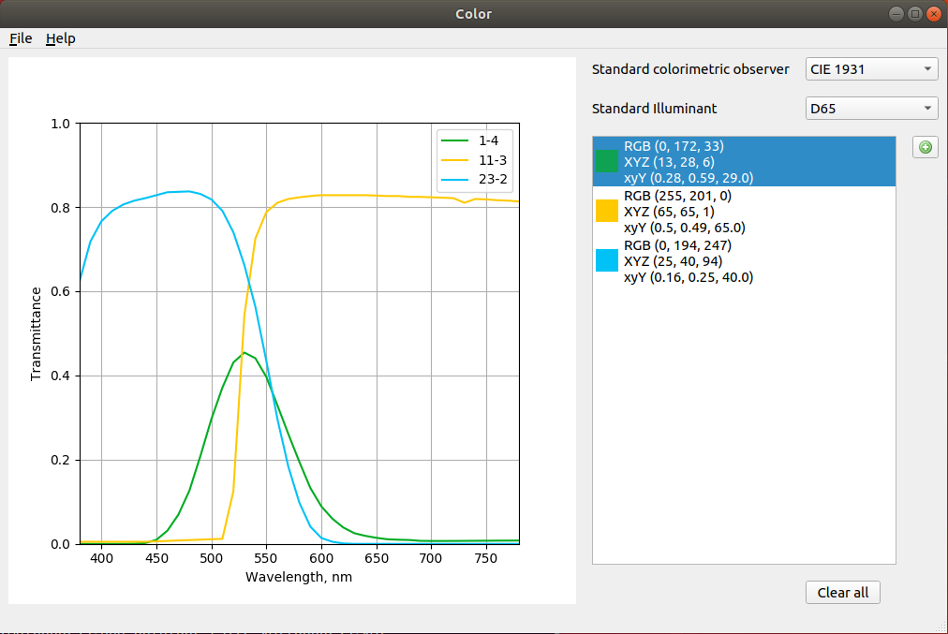 Color
File Help
Standard colorimetric observer CIE 1931
Standard Illuminant D65
1.0
0.8
0.6
0.4
0.2
0.0
Transmittance
1-4
11-3
23-2
400 450 500 550 600 650 700 750
Wavelength, nm
RGB (0, 172, 33)
XYZ (13, 28, 6)
xyY (0.28, 0.59, 29.0)
RGB (255, 201, 0)
XYZ (65, 65, 1)
xyY (0.5, 0.49, 65.0)
RGB (0, 194, 247)
XYZ (25, 40, 94)
xyY (0.16, 0.25, 40.0)
Clear all